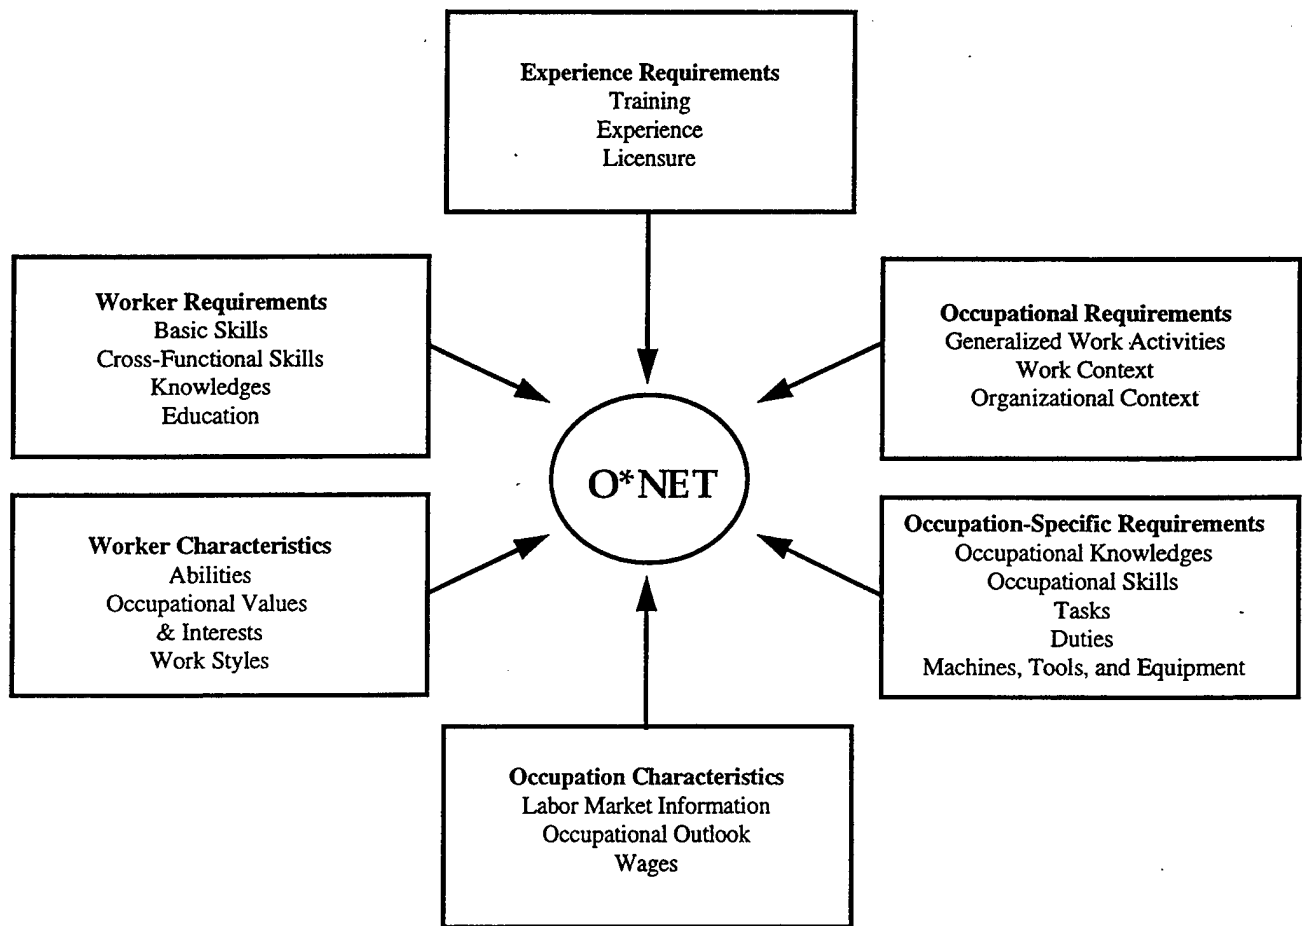 Experience Requirements
Training
Experience
Licensure
Worker Requirements
Basic Skills
Cross-Functional Skills
Knowledges
Education
Occupational Requirements
Generalized Work Activities
Work Context
Organizational Context
O*NET
Worker Characteristics
Abilities
Occupational Values
& Interests
Work Styles
Occupation-Specific Requirements
Occupational Knowledges
Occupational Skills
Tasks
Duties
Machines, Tools, and Equipment
Occupation Characteristics
Labor Market Information
Occupational Outlook
Wages